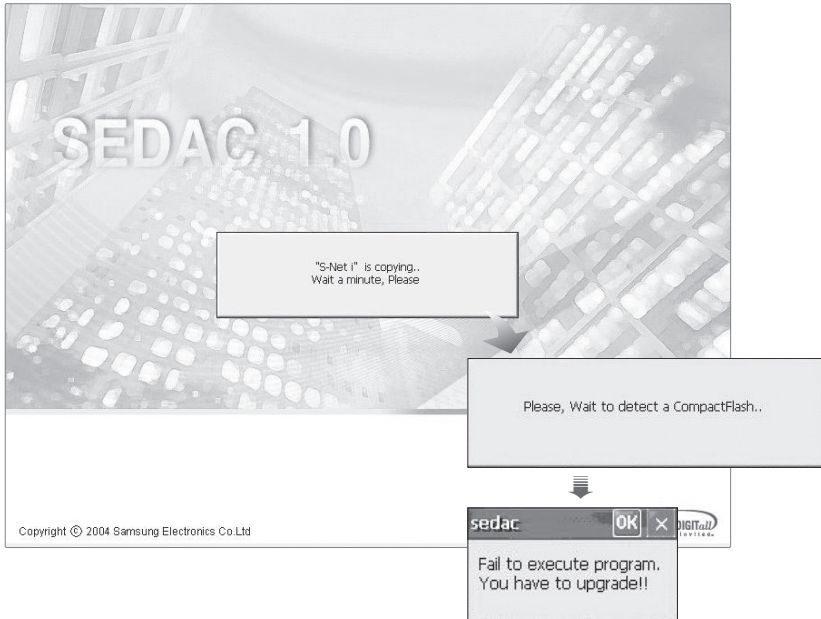 SEDAC 1.0
"S-Net i" is copying..
Wait a minute, Please
Please, Wait to detect a CompactFlash..
Copyright © 2004 Samsung Electronics Co.Ltd
DIGITall
sedac OK ×
Fail to execute program.
You have to upgrade!!